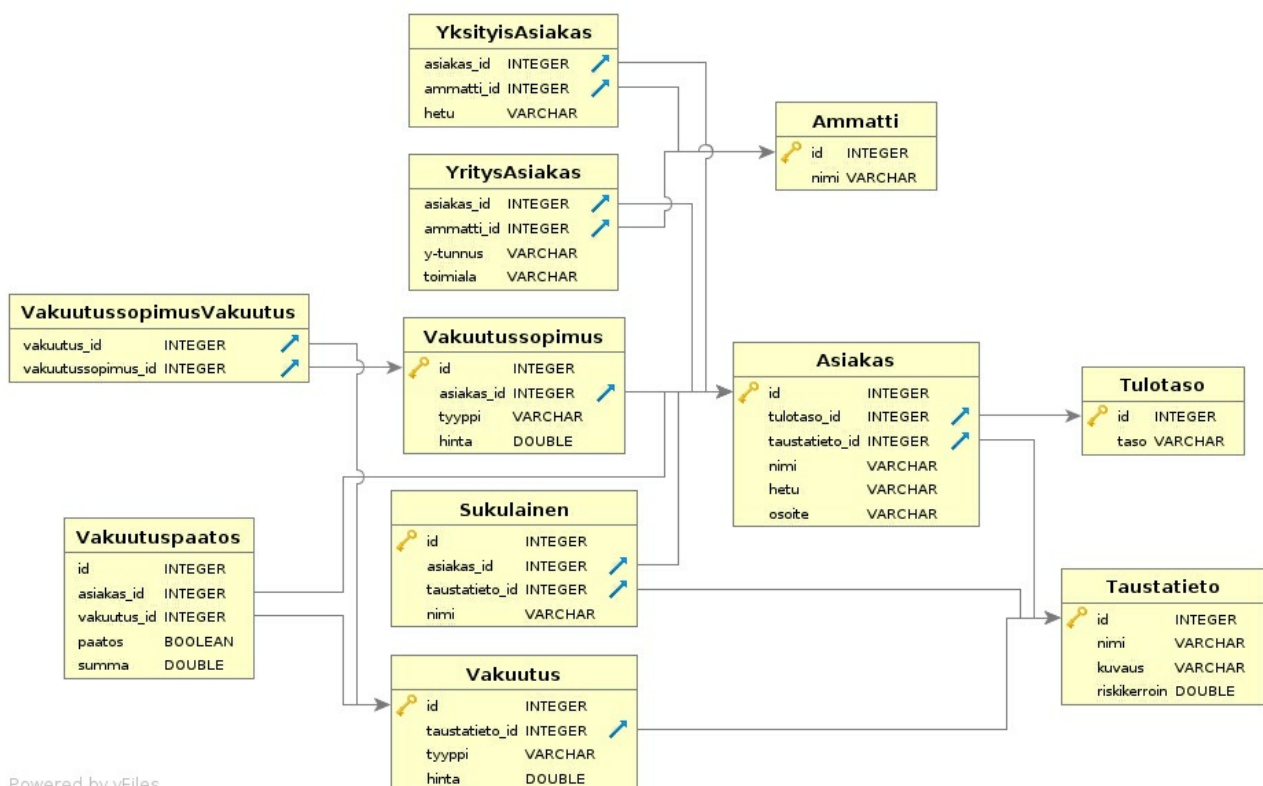 YksityisAsiakas
asiakas_id INTEGER
ammatti_id INTEGER
hetu VARCHAR
Ammatti
id INTEGER
nimi VARCHAR
YritysAsiakas
asiakas_id INTEGER
ammatti_id INTEGER
y-tunnus VARCHAR
toimiala VARCHAR
VakuutussopimusVakuutus
vakuutus_id INTEGER
vakuutussopimus_id INTEGER
Vakuutussopimus
id INTEGER
asiakas_id INTEGER
tyyppi VARCHAR
hinta DOUBLE
Asiakas
id INTEGER
tulotaso_id INTEGER
taustatieto_id INTEGER
nimi VARCHAR
hetu VARCHAR
osoite VARCHAR
Tulotaso
id INTEGER
taso VARCHAR
Vakuutuspaatos
id INTEGER
asiakas_id INTEGER
vakuutus_id INTEGER
paatos BOOLEAN
summa DOUBLE
Sukulainen
id INTEGER
asiakas_id INTEGER
taustatieto_id INTEGER
nimi VARCHAR
Taustatieto
id INTEGER
nimi VARCHAR
kuvaus VARCHAR
riskikerroin DOUBLE
Vakuutus
id INTEGER
taustatieto_id INTEGER
tyyppi VARCHAR
hinta DOUBLE
Powered by yFiles